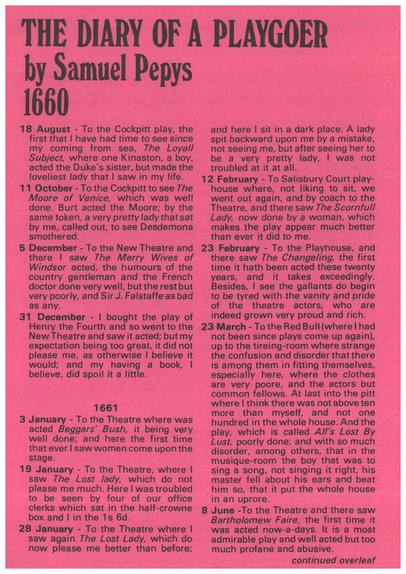 THE DIARY OF A PLAYGOER
by Samuel Pepys
1660
18 August - To the Cockpitt play, the
first that I have had time to see since
my coming from sea, The Loyall
Subject, where one Kinaston, a boy,
acted the Duke's sister, but made the
loveliest lady that I saw in my life.
11 October - To the Cockpitt to see The
Moore of Venice, which was well
done. Burt acted the Moore; by the
same token, a very pretty lady that sat
by me, called out, to see Desdemona
smothered.
5 December - To the New Theatre and
there I saw The Merry Wives of
Windsor acted, the humours of the
country gentleman and the French
doctor done very well, but the rest but
very poorly, and Sir J. Falstaffe as bad
as any.
31 December - I bought the play of
Henry the Fourth and so went to the
New Theatre and saw it acted; but my
expectation being too great, it did not
please me, as otherwise I believe it
would; and my having a book, I
believe, did spoil it a little.
1661
3 January - To the Theatre where was
acted Beggars' Bush, it being very
well done; and here the first time
that ever I saw women come upon the
stage.
19 January - To the Theatre, where I
saw The Lost lady, which do not
please me much. Here I was troubled
to be seen by four of our office
clerks which sat in the half-crowne
box and I in the 1s 6d.
28 January - To the Theatre where I
saw again The Lost Lady, which do
now please me better than before;
and here I sit in a dark place. A lady
spit backward upon me by a mistake,
not seeing me, but after seeing her to
be a very pretty lady, I was not
troubled at it at all.
12 February - To Salisbury Court play-
house where, not liking to sit, we
went out again, and by coach to the
Theatre, and there saw The Scornfull
Lady, now done by a woman, which
makes the play appear much better
than ever it did to me.
23 February - To the Playhouse, and
there saw The Changeling, the first
time it hath been acted these twenty
years, and it takes exceedingly.
Besides, I see the gallants do begin
to be tyred with the vanity and pride
of the theatre actors, who are
indeed grown very proud and rich.
23 March - To the Red Bull (where I had
not been since plays come up again),
up to the tireing-room where strange
the confusion and disorder that there
is among them in fitting themselves,
especially here, where the clothes
are very poore, and the actors but
common fellows. At last into the pitt
where I think there was not above ten
more than myself, and not one
hundred in the whole house. And the
play, which is called All's Lost By
Lust, poorly done; and with so much
disorder, among others, that in the
musique-room the boy that was to
sing a song, not singing it right, his
master fell about his ears and beat
him so, that it put the whole house
in an uprore.
8 June -To the Theatre and there saw
Bartholomew Faire, the first time it
was acted now-a-days. It is a most
admirable play and well acted but too
much profane and abusive.
continued overleaf